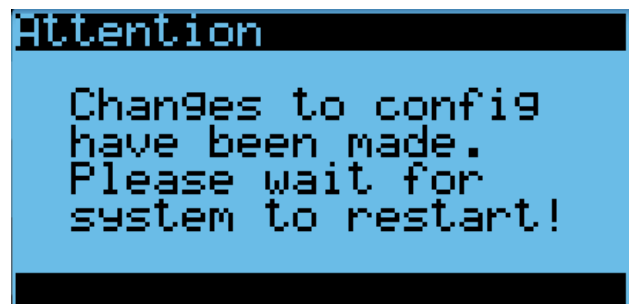 Attention
Changes to config
have been made.
Please wait for
system to restart!